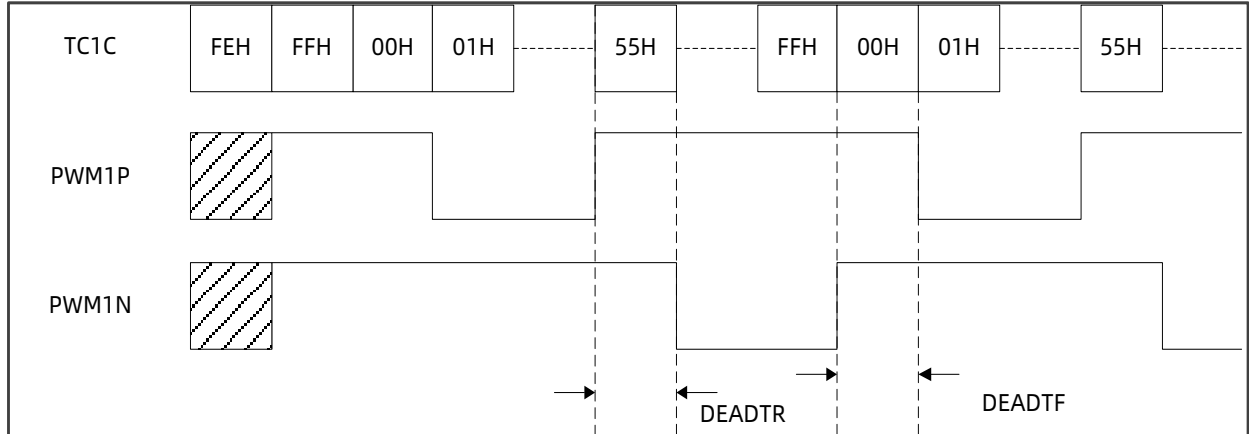 TC1C FEH FFH 00H 01H 55H FFH 00H 01H 55H
PWM1P
PWM1N
DEADTR DEADTF